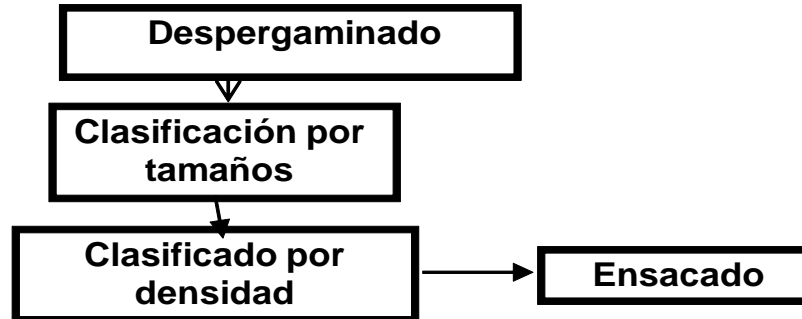 Despergaminado
Clasificación por
tamaños
Clasificado por
densidad
Ensacado